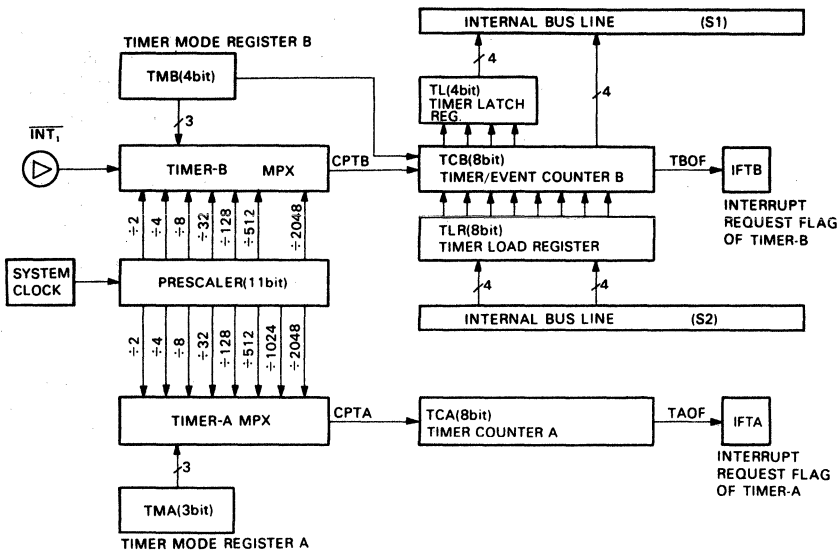 INTERNAL BUS LINE (S1)
TIMER MODE REGISTER B
TMB(4bit)
4
TL(4bit)
TIMER LATCH
REG.
4
3
INT₁
TIMER-B MPX
CPTB
TCB(8bit)
TIMER/EVENT COUNTER B
TBOF
IFTB
INTERRUPT
REQUEST FLAG
OF TIMER-B
÷2
÷4
÷8
÷32
÷128
÷512
÷2048
TLR(8bit)
TIMER LOAD REGISTER
SYSTEM
CLOCK
PRESCALER(11bit)
4
4
INTERNAL BUS LINE (S2)
÷2
÷4
÷8
÷32
÷128
÷512
÷1024
÷2048
TIMER-A MPX
CPTA
TCA(8bit)
TIMER COUNTER A
TAOF
IFTA
INTERRUPT
REQUEST FLAG
OF TIMER-A
3
TMA(3bit)
TIMER MODE REGISTER A